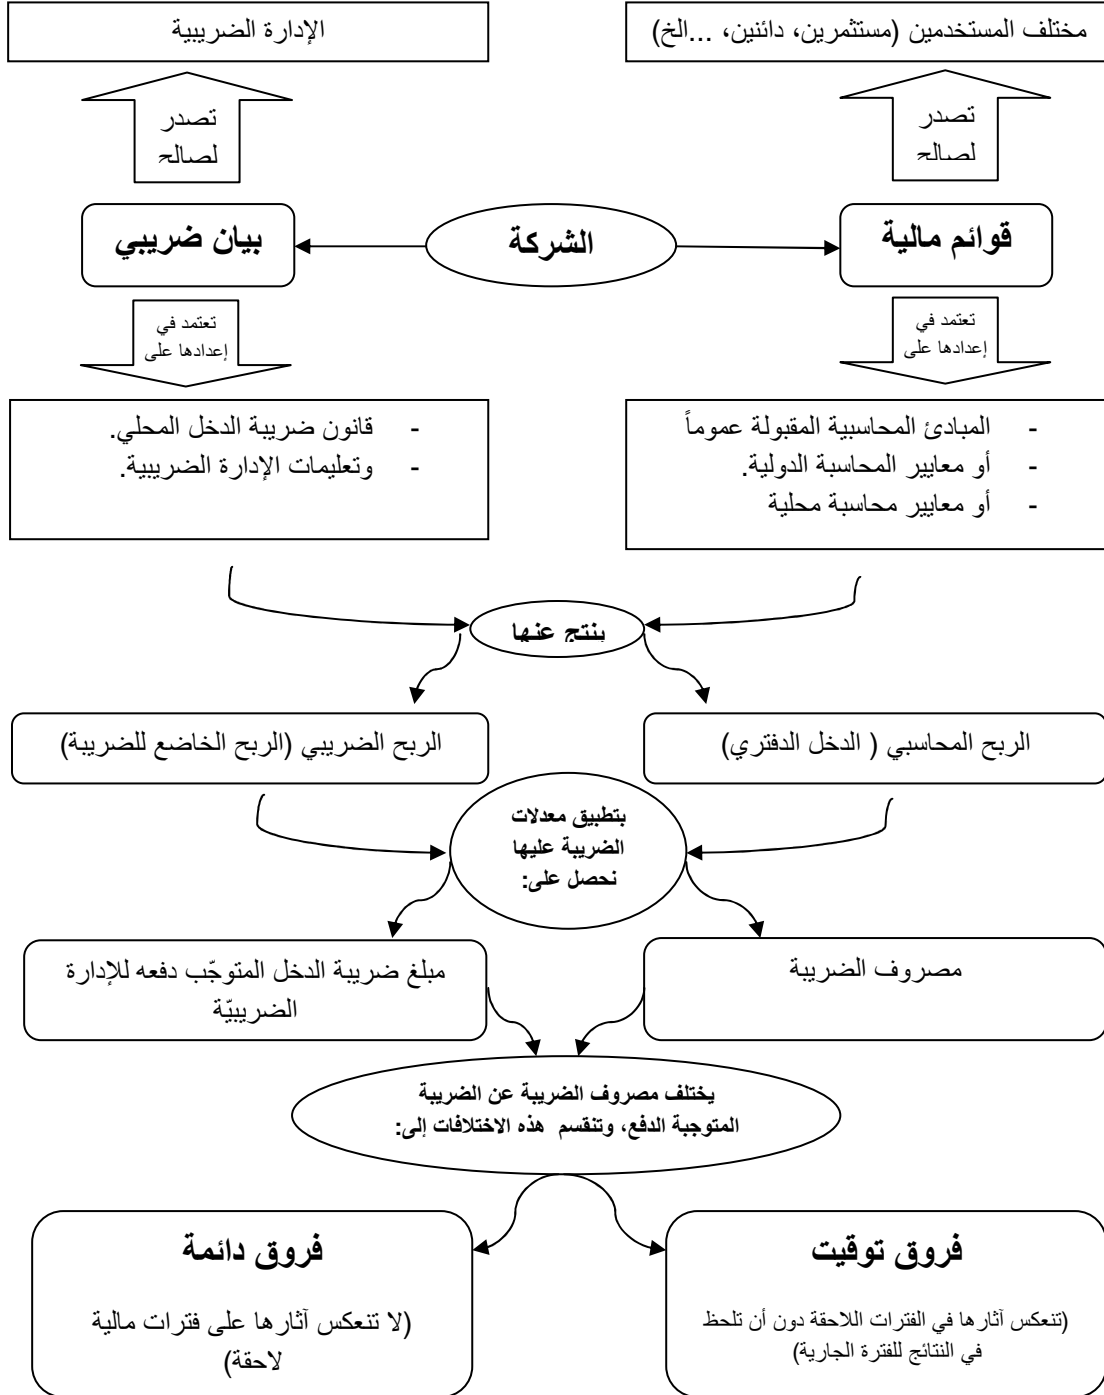 مختلف المستخدمين (مستثمرين، دائنين، ...الخ)
الإدارة الضريبية
تصدر
لصالح
تصدر
لصالح
قوائم مالية
الشركة
بيان ضريبي
تعتمد في
إعدادها على
تعتمد في
إعدادها على
- المبادئ المحاسبية المقبولة عموماً
- أو معايير المحاسبة الدولية.
- أو معايير محاسبة محلية
- قانون ضريبة الدخل المحلي.
- وتعليمات الإدارة الضريبية.
ينتج عنها
الربح المحاسبي ( الدخل الدفتري)
الربح الضريبي (الربح الخاضع للضريبة)
بتطبيق معدلات
الضريبة عليها
نحصل على:
مصروف الضريبة
مبلغ ضريبة الدخل المتوجّب دفعه للإدارة
الضريبيّة
يختلف مصروف الضريبة عن الضريبة
المتوجبة الدفع، وتنقسم هذه الاختلافات إلى:
فروق توقيت
(تنعكس آثارها في الفترات اللاحقة دون أن تلحظ
في النتائج للفترة الجارية)
فروق دائمة
(لا تنعكس آثارها على فترات مالية
لاحقة)